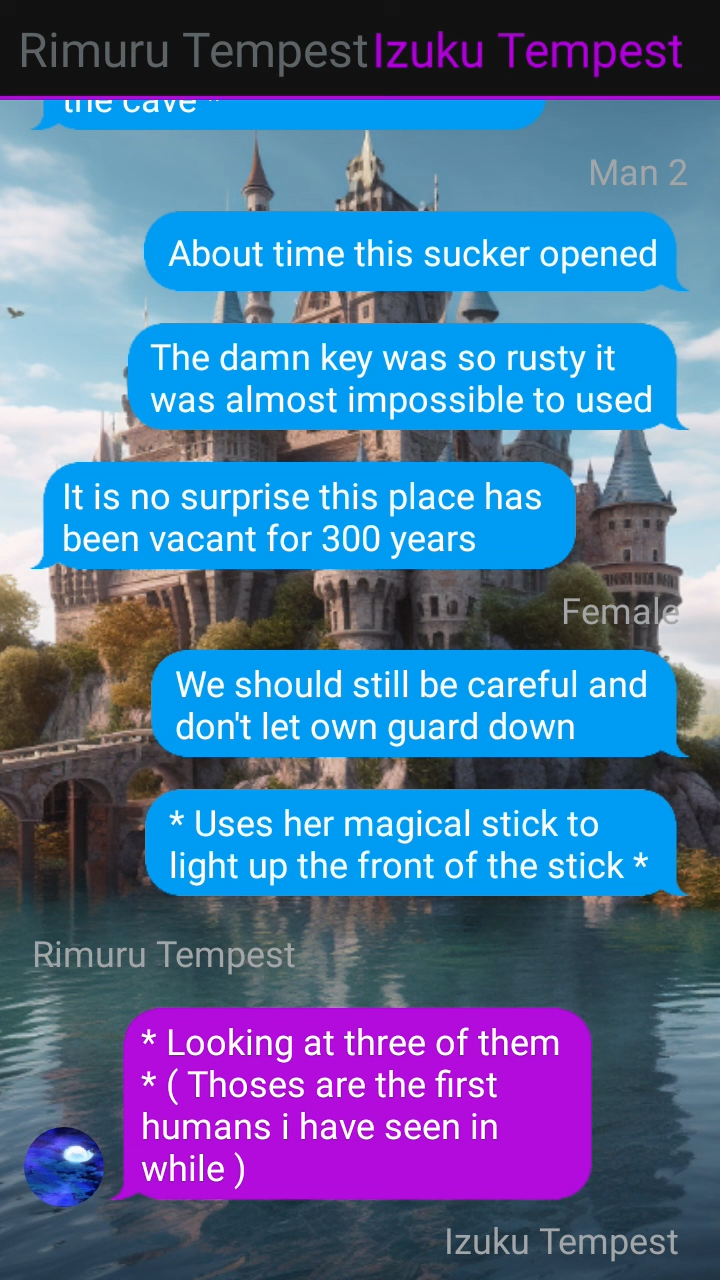 Rimuru Tempest Izuku Tempest
the cave *
Man 2
About time this sucker opened
The damn key was so rusty it
was almost impossible to used
It is no surprise this place has
been vacant for 300 years
Female
We should still be careful and
don't let own guard down
* Uses her magical stick to
light up the front of the stick *
Rimuru Tempest
* Looking at three of them
* ( Thoses are the first
humans i have seen in
while )
Izuku Tempest